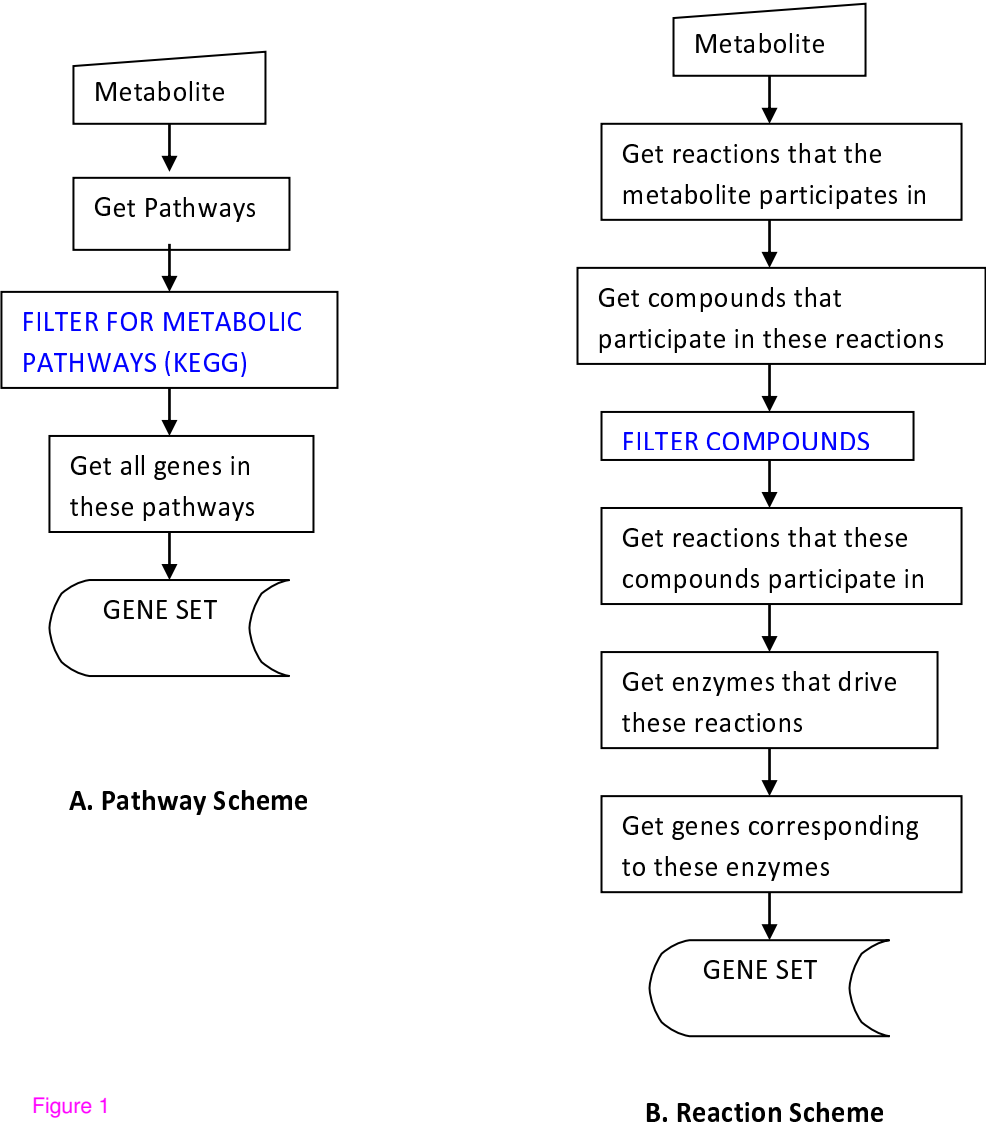 Metabolite
Get Pathways
FILTER FOR METABOLIC
PATHWAYS (KEGG)
Get all genes in
these pathways
GENE SET
A. Pathway Scheme
Metabolite
Get reactions that the
metabolite participates in
Get compounds that
participate in these reactions
FILTER COMPOUNDS
Get reactions that these
compounds participate in
Get enzymes that drive
these reactions
Get genes corresponding
to these enzymes
GENE SET
B. Reaction Scheme
Figure 1